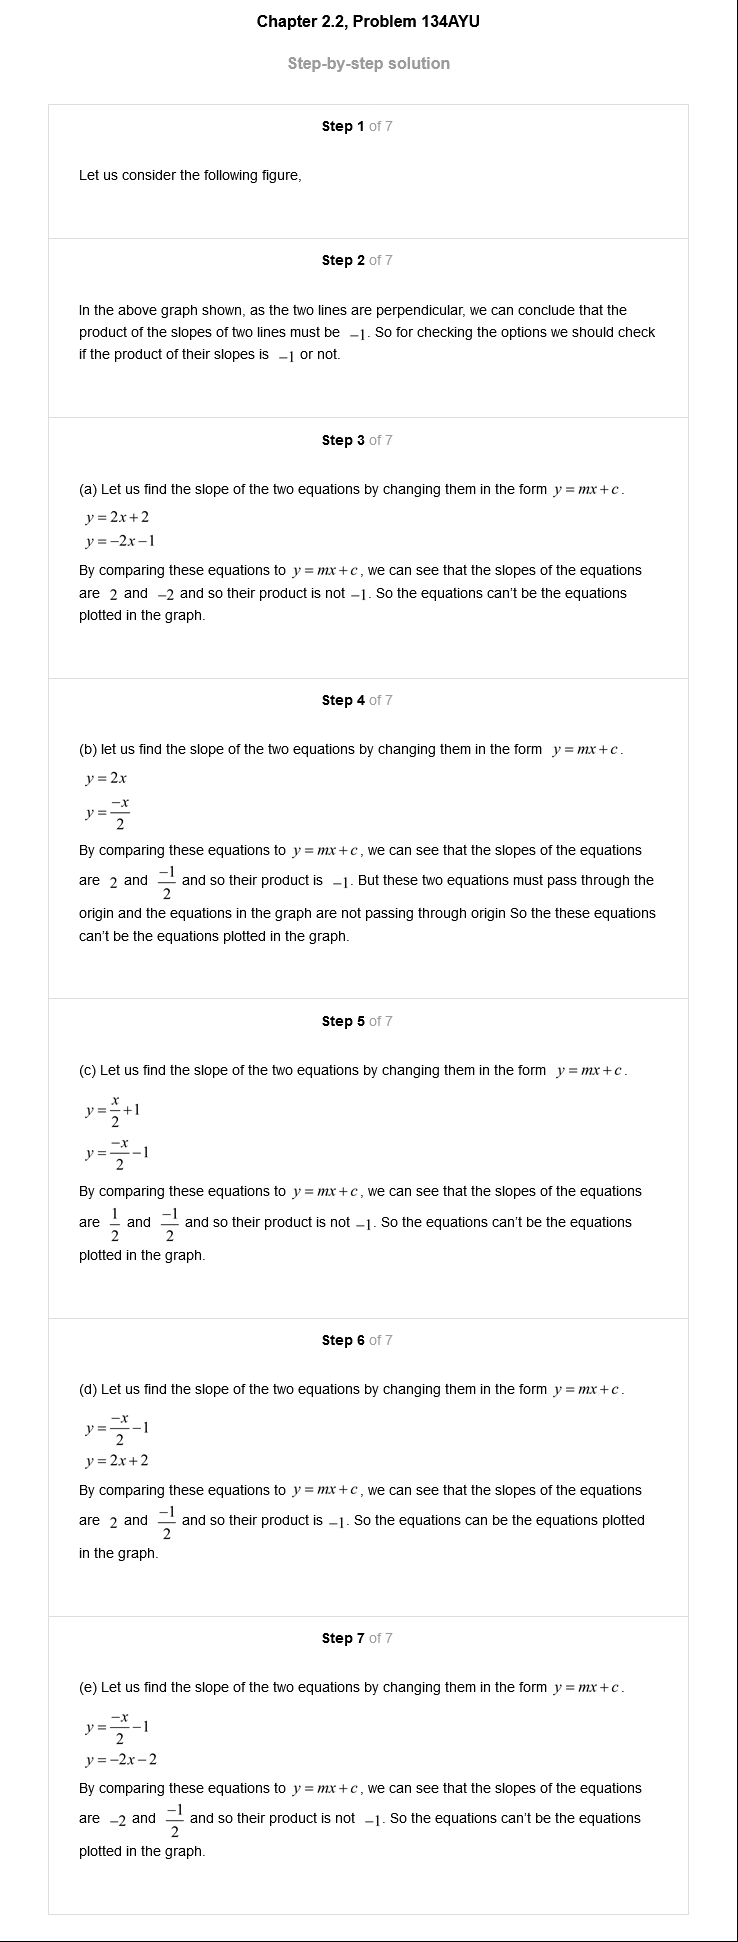 Chapter 2.2, Problem 134AYU
Step-by-step solution
Step 1 of 7
Let us consider the following figure,
Step 2 of 7
In the above graph shown, as the two lines are perpendicular, we can conclude that the
product of the slopes of two lines must be −1. So for checking the options we should check
if the product of their slopes is −1 or not.
Step 3 of 7
(a) Let us find the slope of the two equations by changing them in the form y = mx + c.
y = 2x + 2
y = −2x − 1
By comparing these equations to y = mx + c, we can see that the slopes of the equations
are 2 and −2 and so their product is not −1. So the equations can't be the equations
plotted in the graph.
Step 4 of 7
(b) let us find the slope of the two equations by changing them in the form y = mx + c.
y = 2x
y = −x/2
By comparing these equations to y = mx + c, we can see that the slopes of the equations
are 2 and −1/2 and so their product is −1. But these two equations must pass through the
origin and the equations in the graph are not passing through origin So the these equations
can't be the equations plotted in the graph.
Step 5 of 7
(c) Let us find the slope of the two equations by changing them in the form y = mx + c.
y = x/2 + 1
y = −x/2 − 1
By comparing these equations to y = mx + c, we can see that the slopes of the equations
are 1/2 and −1/2 and so their product is not −1. So the equations can't be the equations
plotted in the graph.
Step 6 of 7
(d) Let us find the slope of the two equations by changing them in the form y = mx + c.
y = −x/2 − 1
y = 2x + 2
By comparing these equations to y = mx + c, we can see that the slopes of the equations
are 2 and −1/2 and so their product is −1. So the equations can be the equations plotted
in the graph.
Step 7 of 7
(e) Let us find the slope of the two equations by changing them in the form y = mx + c.
y = −x/2 − 1
y = −2x − 2
By comparing these equations to y = mx + c, we can see that the slopes of the equations
are −2 and −1/2 and so their product is not −1. So the equations can't be the equations
plotted in the graph.